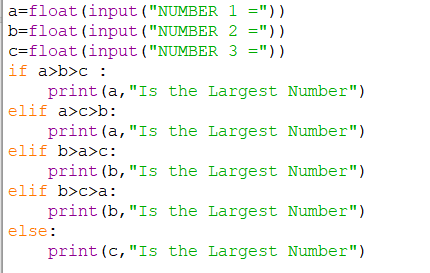 a=float(input("NUMBER 1 ="))
b=float(input("NUMBER 2 ="))
c=float(input("NUMBER 3 ="))
if a>b>c :
    print(a,"Is the Largest Number")
elif a>c>b:
    print(a,"Is the Largest Number")
elif b>a>c:
    print(b,"Is the Largest Number")
elif b>c>a:
    print(b,"Is the Largest Number")
else:
    print(c,"Is the Largest Number")